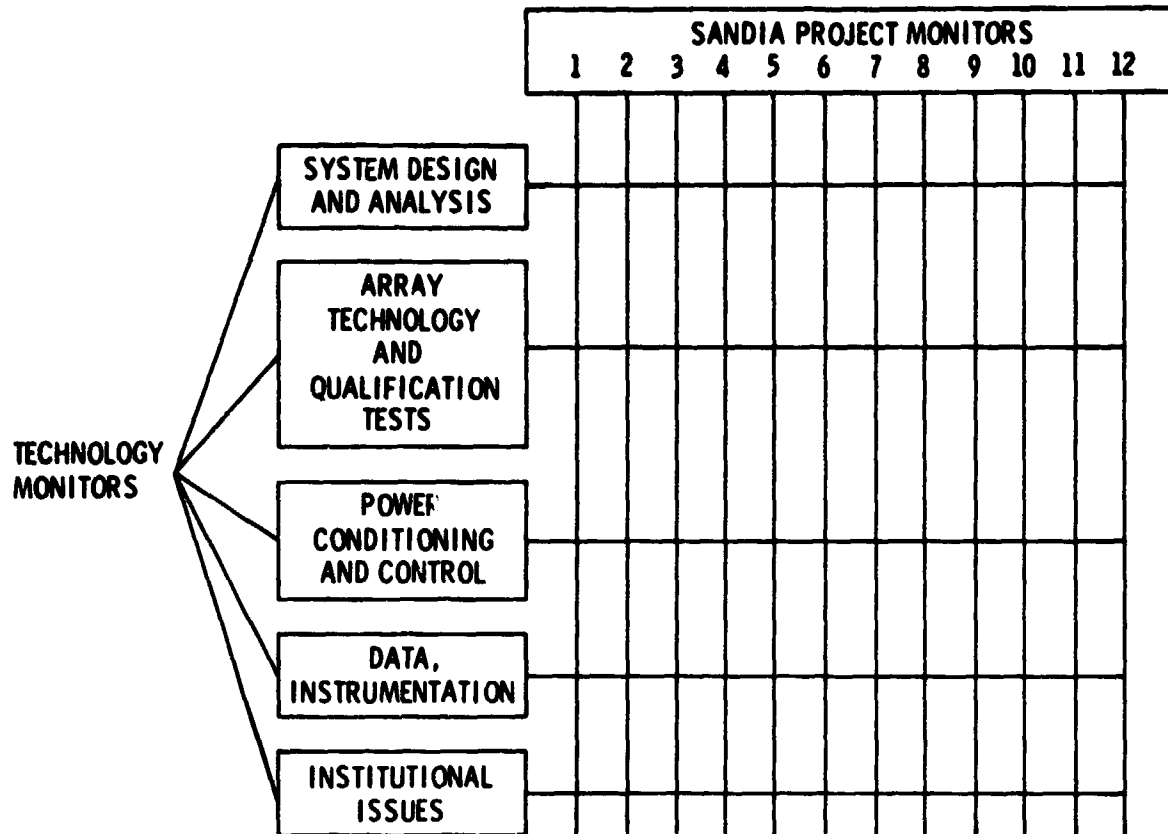 SANDIA PROJECT MONITORS
1 2 3 4 5 6 7 8 9 10 11 12
SYSTEM DESIGN
AND ANALYSIS
ARRAY
TECHNOLOGY
AND
QUALIFICATION
TESTS
TECHNOLOGY
MONITORS
POWER
CONDITIONING
AND CONTROL
DATA,
INSTRUMENTATION
INSTITUTIONAL
ISSUES